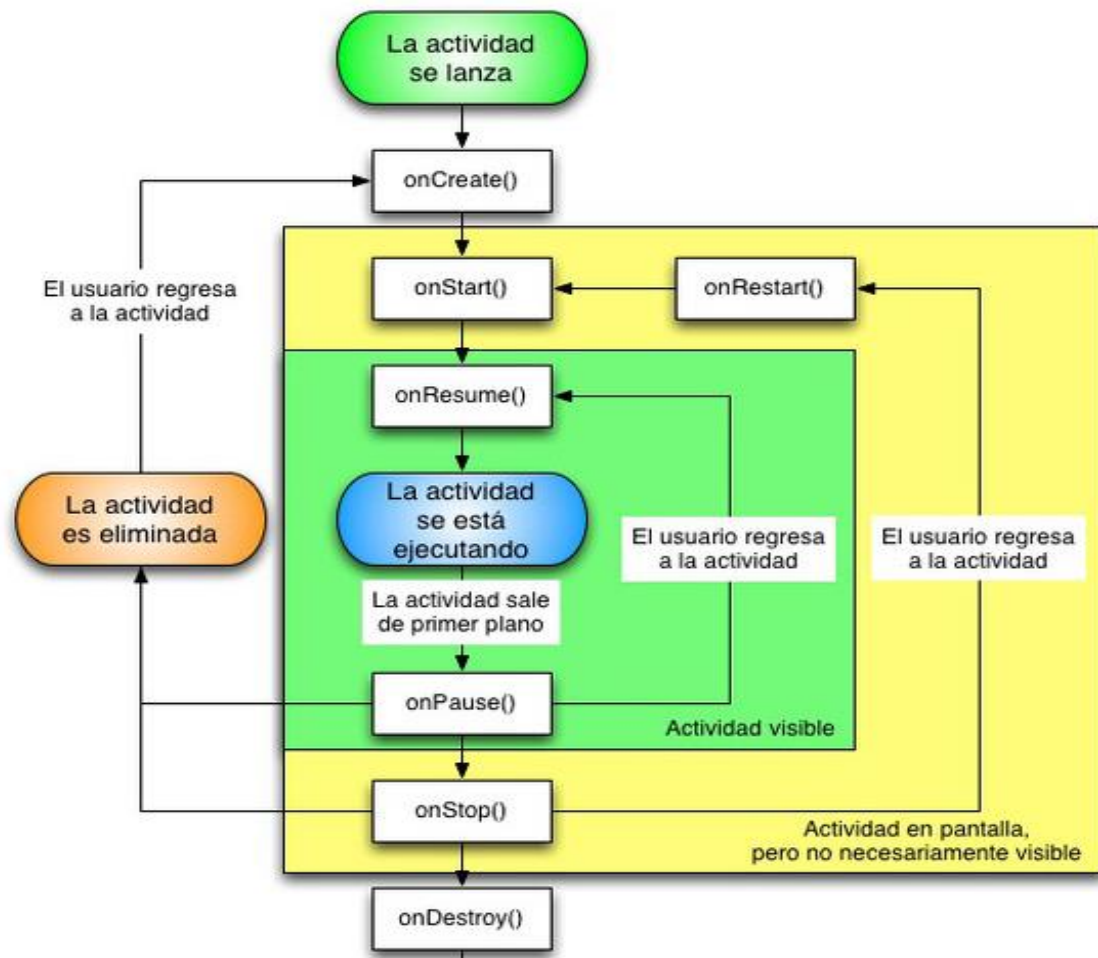 La actividad
se lanza
onCreate()
onStart()
onRestart()
El usuario regresa
a la actividad
onResume()
La actividad
es eliminada
La actividad
se está
ejecutando
El usuario regresa
a la actividad
El usuario regresa
a la actividad
La actividad sale
de primer plano
onPause()
Actividad visible
onStop()
Actividad en pantalla,
pero no necesariamente visible
onDestroy()